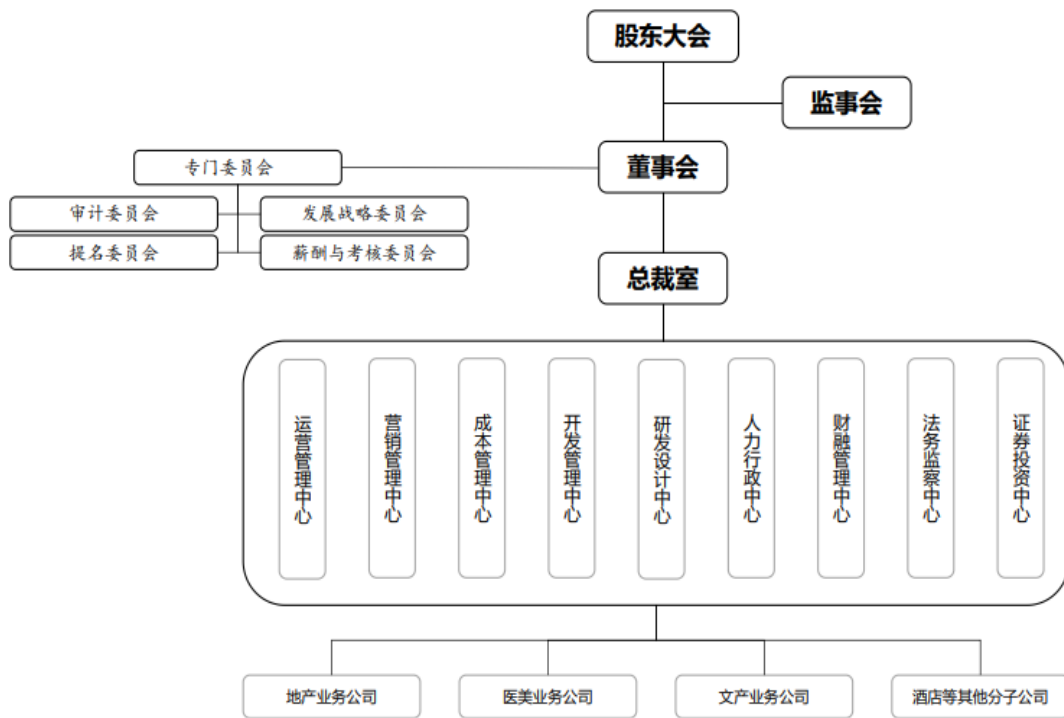 股东大会
监事会
董事会
专门委员会
审计委员会
发展战略委员会
提名委员会
薪酬与考核委员会
总裁室
运营管理中心
营销管理中心
成本管理中心
开发管理中心
研发设计中心
人力行政中心
财融管理中心
法务监察中心
证券投资中心
地产业务公司
医美业务公司
文产业务公司
酒店等其他分子公司